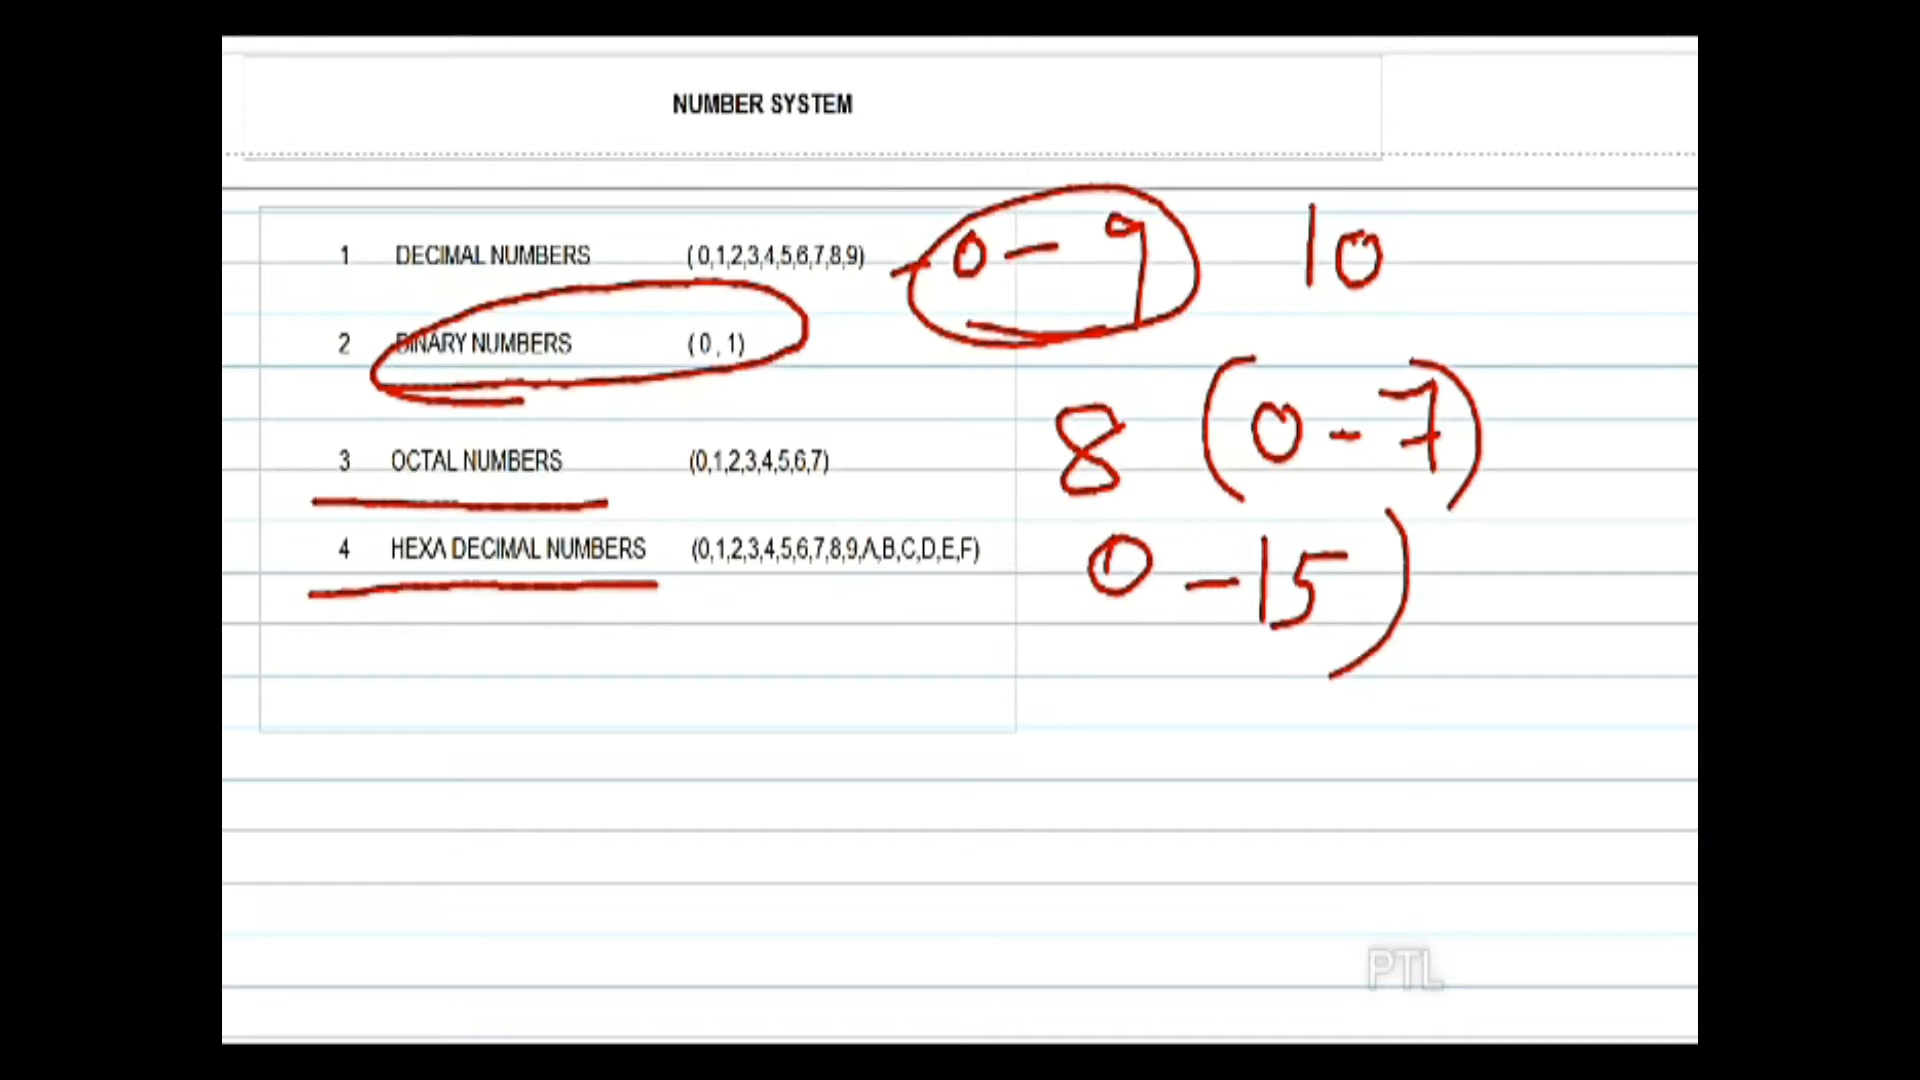 NUMBER SYSTEM
1 DECIMAL NUMBERS ( 0,1,2,3,4,5,6,7,8,9) 0 - 9 10
2 BINARY NUMBERS ( 0 , 1)
3 OCTAL NUMBERS (0,1,2,3,4,5,6,7) 8 (0 - 7)
4 HEXA DECIMAL NUMBERS (0,1,2,3,4,5,6,7,8,9,A,B,C,D,E,F) 0 - 15)
PTL